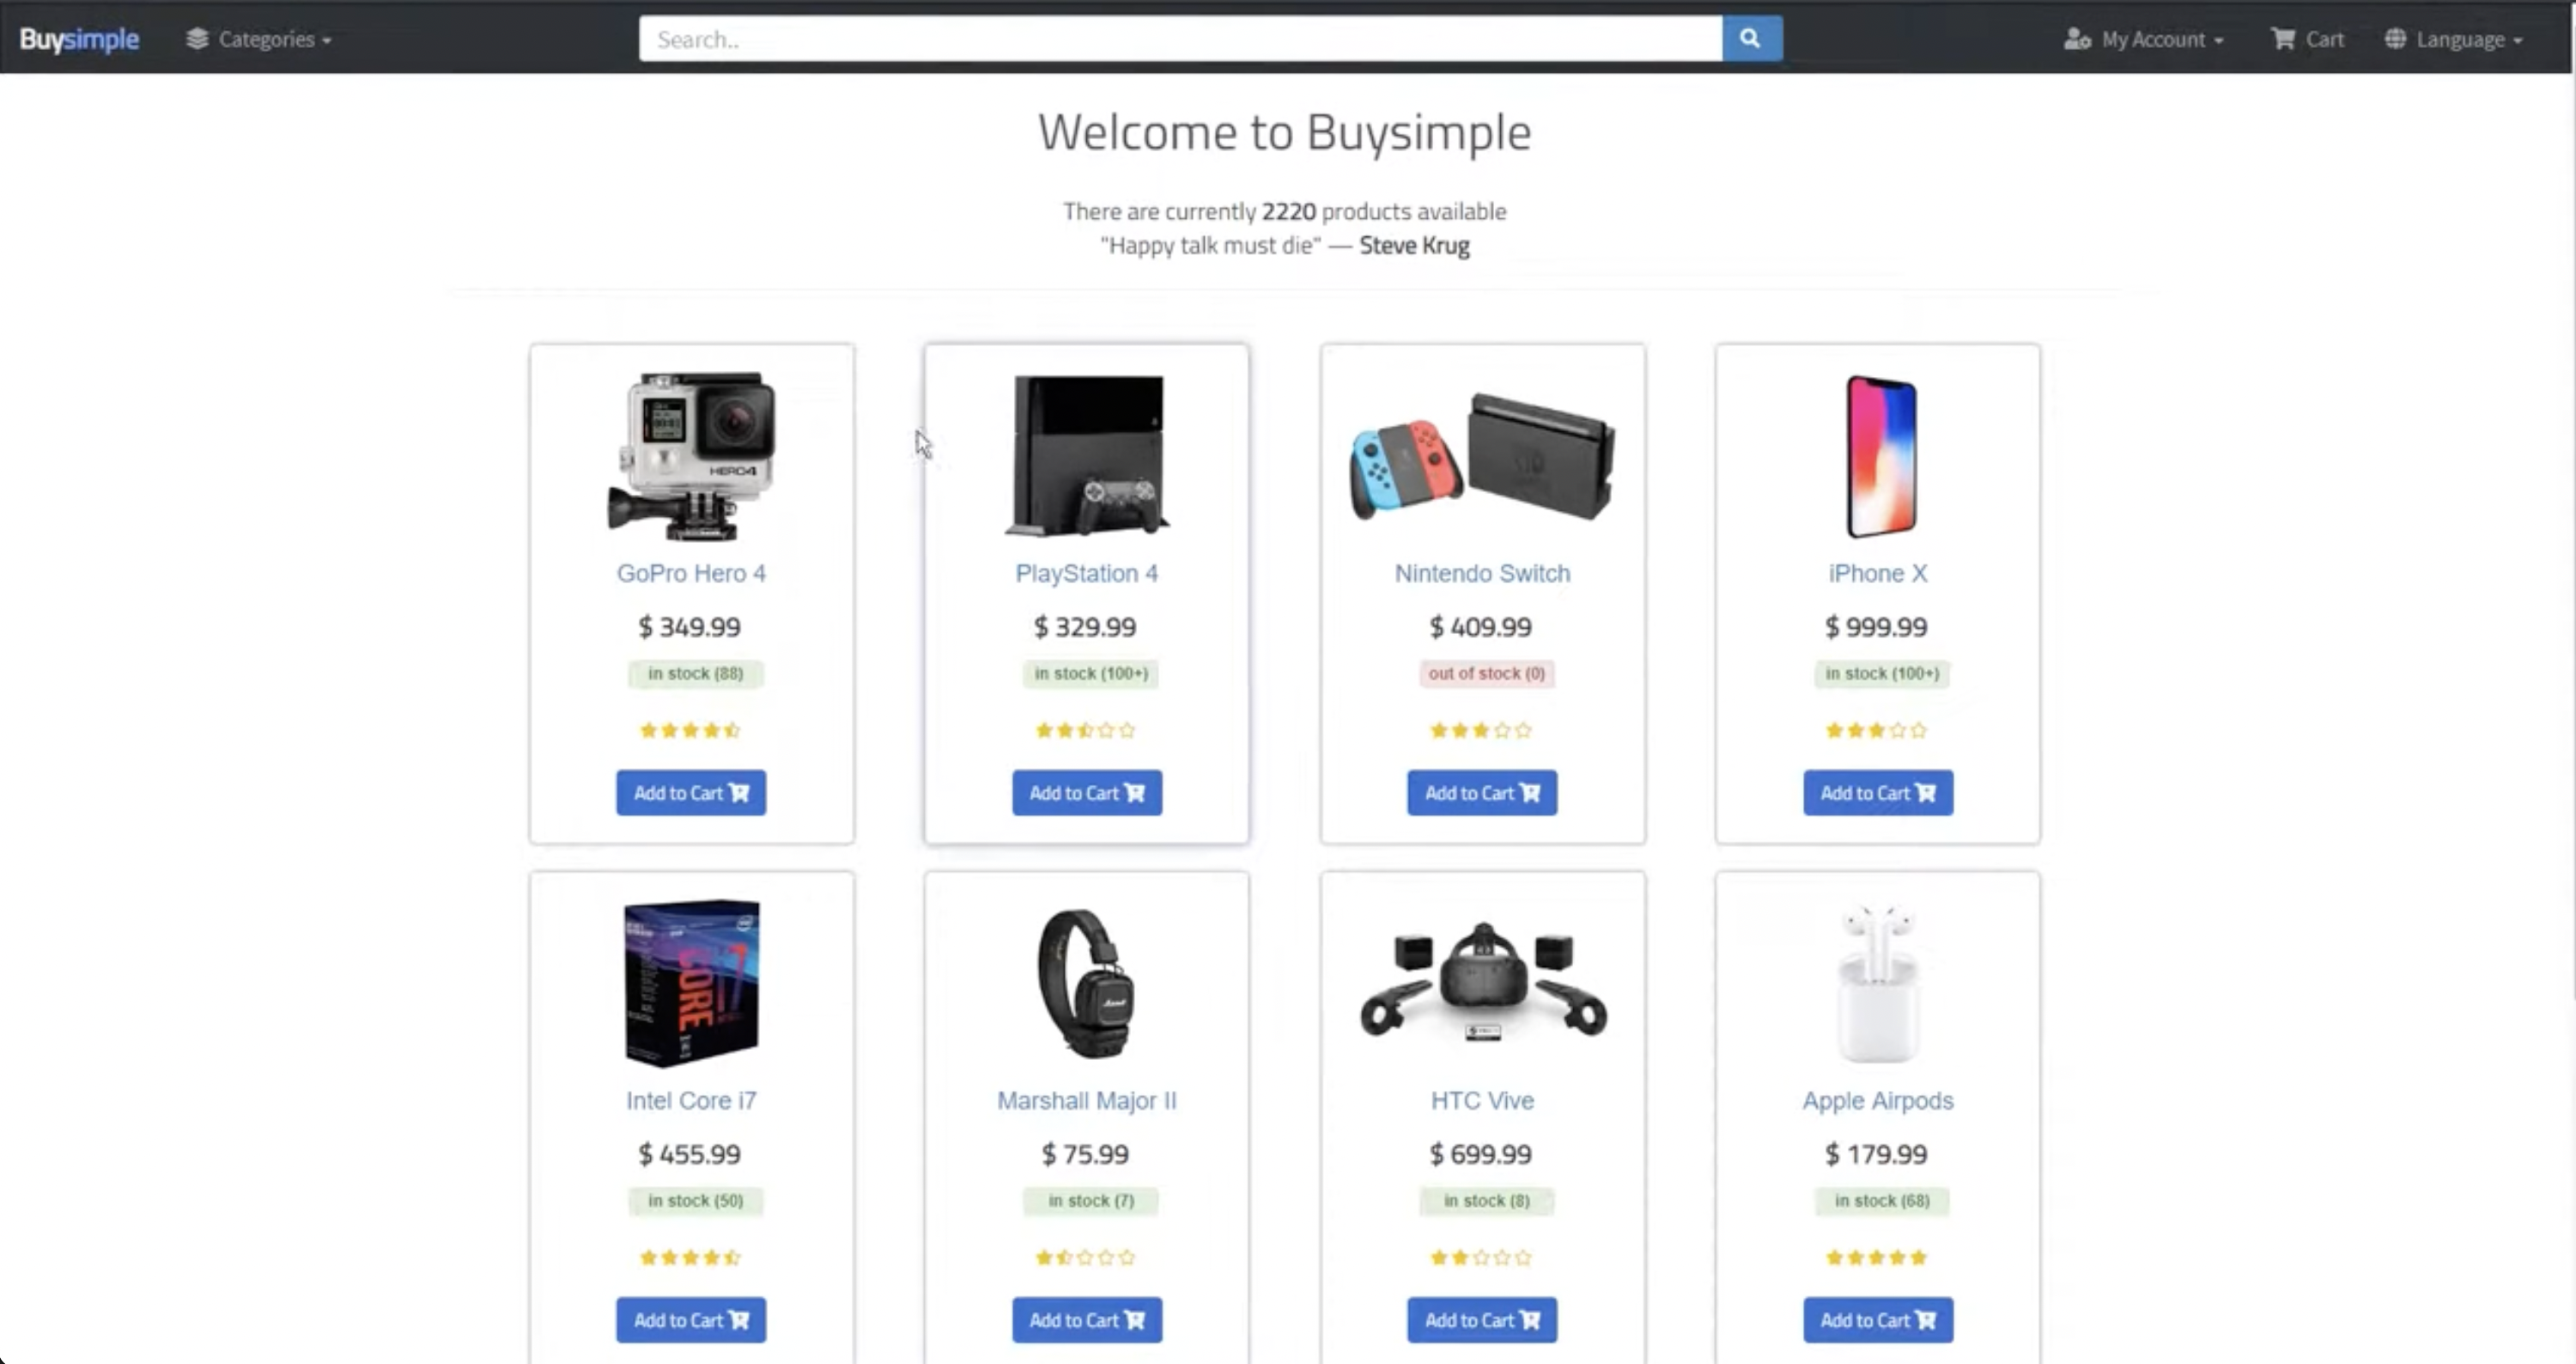 Buysimple Categories Search.. My Account Cart Language
Welcome to Buysimple
There are currently 2220 products available
"Happy talk must die" — Steve Krug
HERO4
GoPro Hero 4
$ 349.99
in stock (88)
Add to Cart
PlayStation 4
$ 329.99
in stock (100+)
Add to Cart
Nintendo Switch
$ 409.99
out of stock (0)
Add to Cart
iPhone X
$ 999.99
in stock (100+)
Add to Cart
CORE i7
Intel Core i7
$ 455.99
in stock (50)
Add to Cart
Marshall Major II
$ 75.99
in stock (7)
Add to Cart
HTC Vive
$ 699.99
in stock (8)
Add to Cart
Apple Airpods
$ 179.99
in stock (68)
Add to Cart